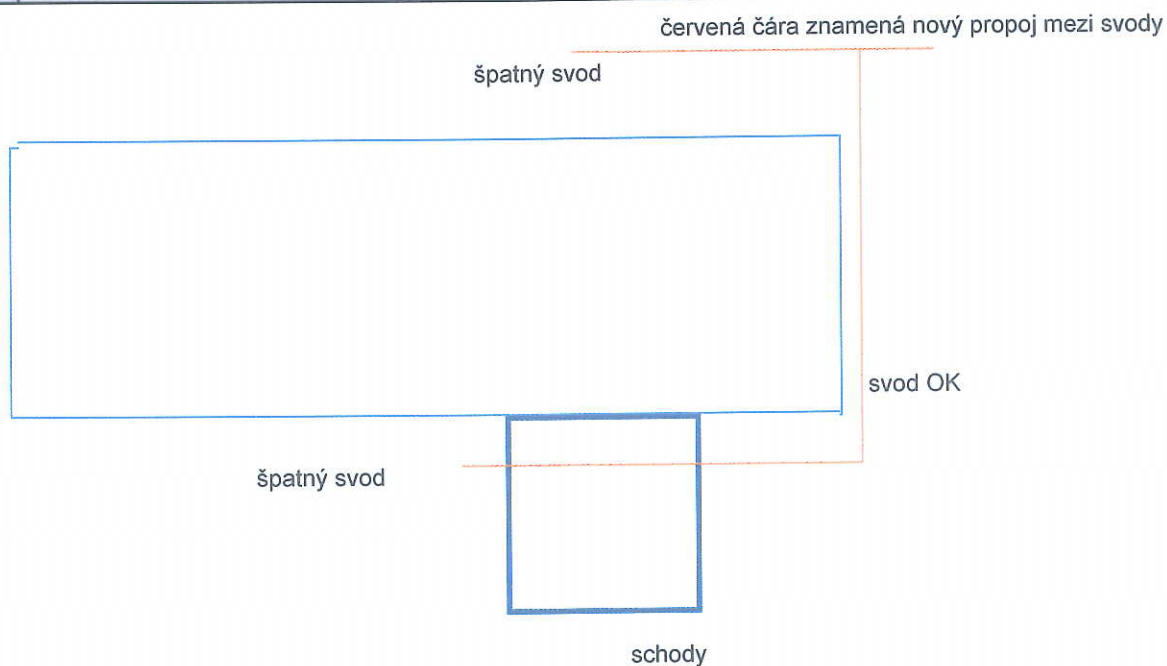 červená čára znamená nový propoj mezi svody
špatný svod
svod OK
špatný svod
schody